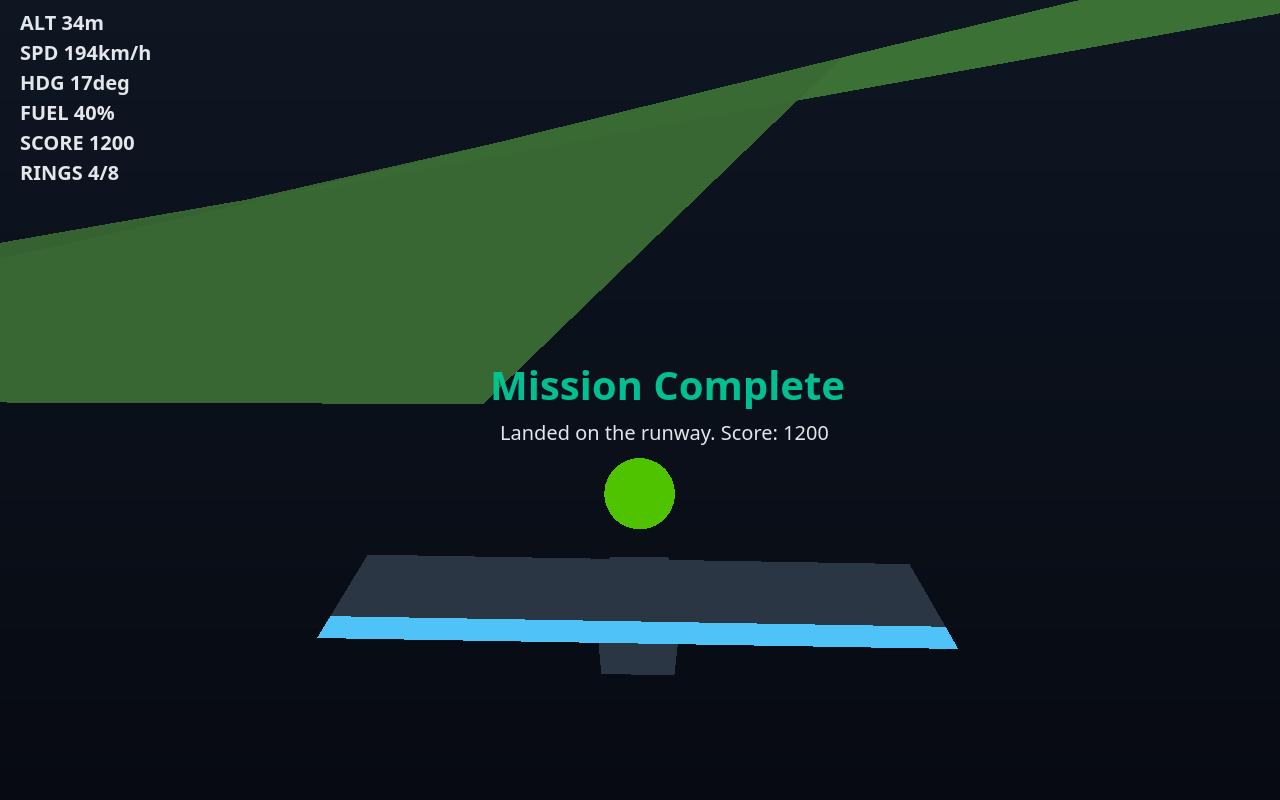 ALT 34m
SPD 194km/h
HDG 17deg
FUEL 40%
SCORE 1200
RINGS 4/8
Mission Complete
Landed on the runway. Score: 1200